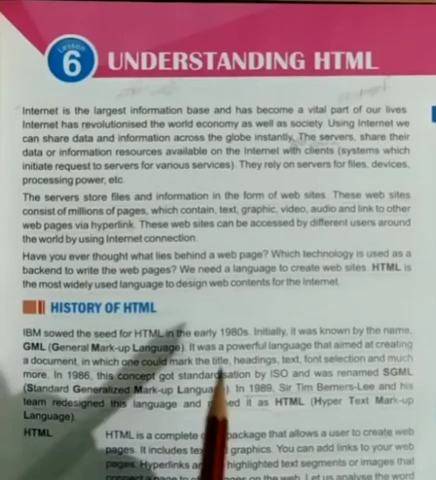 Lesson
6
UNDERSTANDING HTML
Internet is the largest information base and has become a vital part of our lives.
Internet has revolutionised the world economy as well as society. Using Internet we
can share data and information across the globe instantly. The servers, share their
data or information resources available on the Internet with clients (systems which
initiate request to servers for various services). They rely on servers for files, devices,
processing power, etc.
The servers store files and information in the form of web sites. These web sites
consist of millions of pages, which contain, text, graphic, video, audio and link to other
web pages via hyperlink. These web sites can be accessed by different users around
the world by using Internet connection.
Have you ever thought what lies behind a web page? Which technology is used as a
backend to write the web pages? We need a language to create web sites. HTML is
the most widely used language to design web contents for the Internet.
HISTORY OF HTML
IBM sowed the seed for HTML in the early 1980s. Initially, it was known by the name,
GML (General Mark-up Language). It was a powerful language that aimed at creating
a document, in which one could mark the title, headings, text, font selection and much
more. In 1986, this concept got standardisation by ISO and was renamed SGML
(Standard Generalized Mark-up Language). In 1989, Sir Tim Berners-Lee and his
team redesigned this language and it as HTML (Hyper Text Mark-up
Language).
HTML
HTML is a complete package that allows a user to create web
pages. It includes graphics. You can add links to your web
pages. Hyperlinks highlighted text segments or images that
on the web. Let us analyse the word